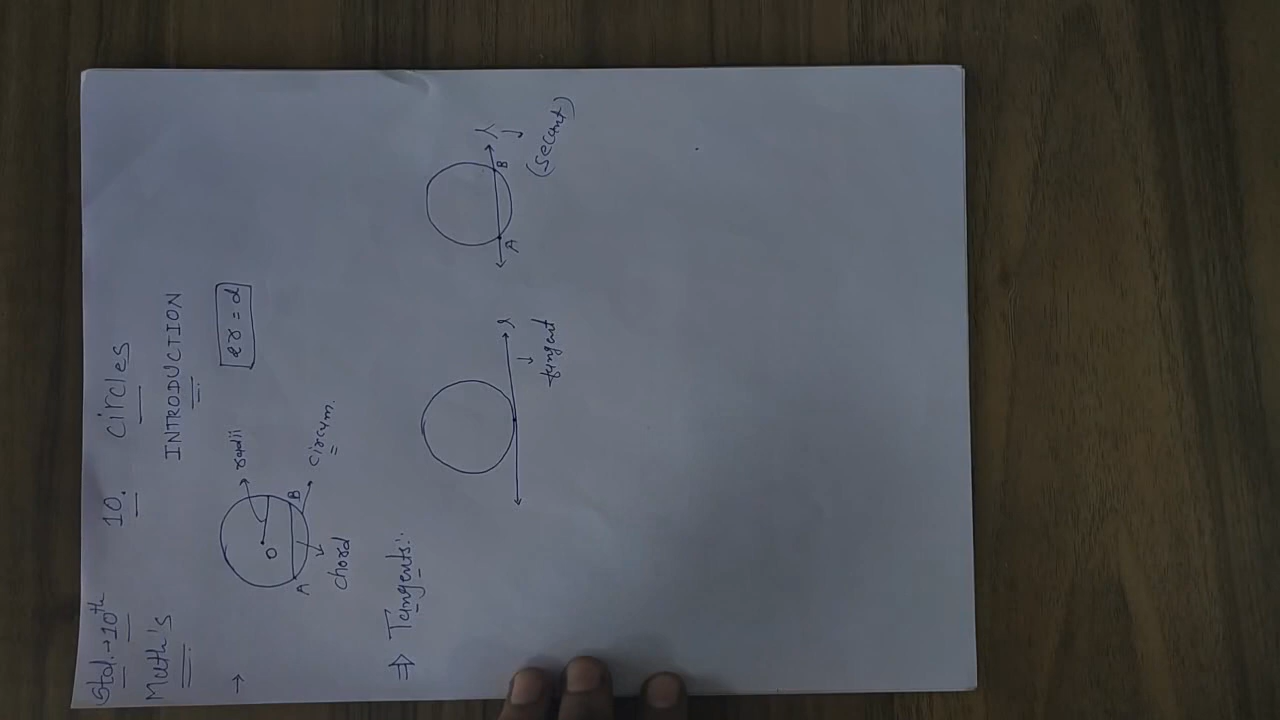 Std. → 10th 10. Circles
Math's INTRODUCTION
→ O A B radii chord circum. 2r = d
⇒ Tangents:
l
tangent
A B l
(secant)